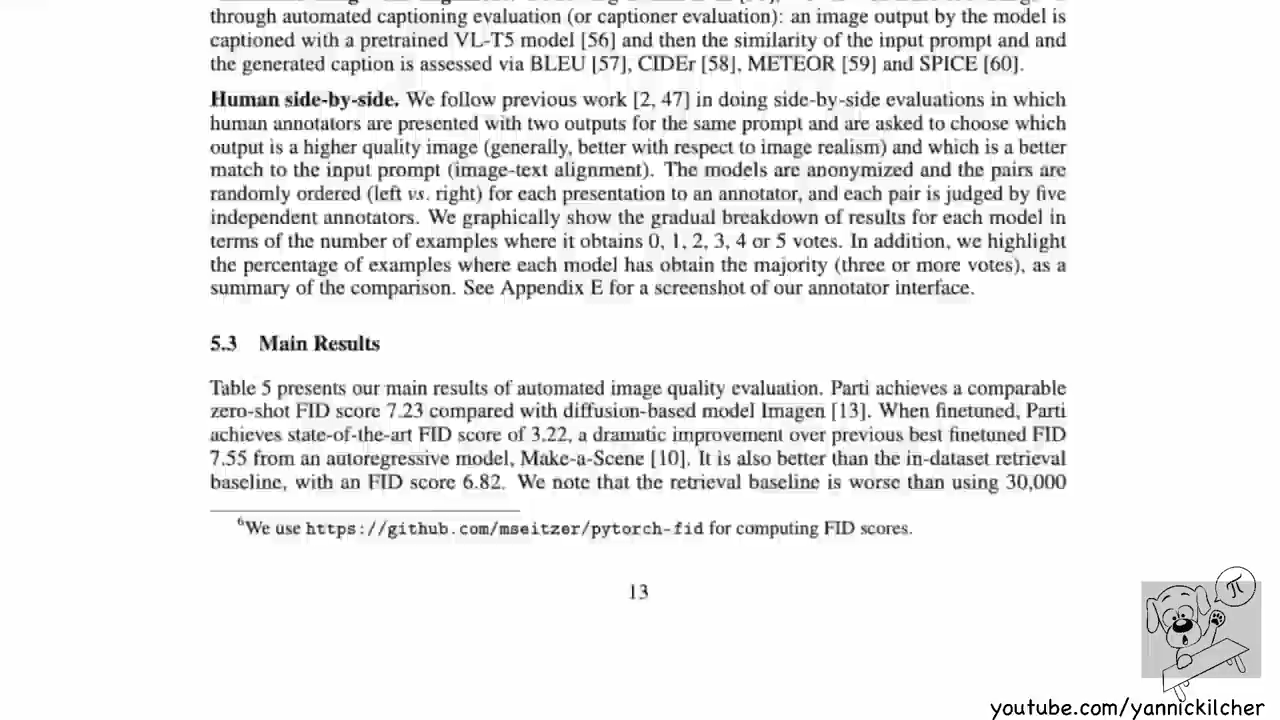 through automated captioning evaluation (or captioner evaluation): an image output by the model is
captioned with a pretrained VL-T5 model [56] and then the similarity of the input prompt and and
the generated caption is assessed via BLEU [57], CIDEr [58], METEOR [59] and SPICE [60].
Human side-by-side. We follow previous work [2, 47] in doing side-by-side evaluations in which
human annotators are presented with two outputs for the same prompt and are asked to choose which
output is a higher quality image (generally, better with respect to image realism) and which is a better
match to the input prompt (image-text alignment). The models are anonymized and the pairs are
randomly ordered (left vs. right) for each presentation to an annotator, and each pair is judged by five
independent annotators. We graphically show the gradual breakdown of results for each model in
terms of the number of examples where it obtains 0, 1, 2, 3, 4 or 5 votes. In addition, we highlight
the percentage of examples where each model has obtain the majority (three or more votes), as a
summary of the comparison. See Appendix E for a screenshot of our annotator interface.
5.3 Main Results
Table 5 presents our main results of automated image quality evaluation. Parti achieves a comparable
zero-shot FID score 7.23 compared with diffusion-based model Imagen [13]. When finetuned, Parti
achieves state-of-the-art FID score of 3.22, a dramatic improvement over previous best finetuned FID
7.55 from an autoregressive model, Make-a-Scene [10]. It is also better than the in-dataset retrieval
baseline, with an FID score 6.82. We note that the retrieval baseline is worse than using 30,000
6We use https://github.com/mseitzer/pytorch-fid for computing FID scores.
13
π
youtube.com/yannickilcher